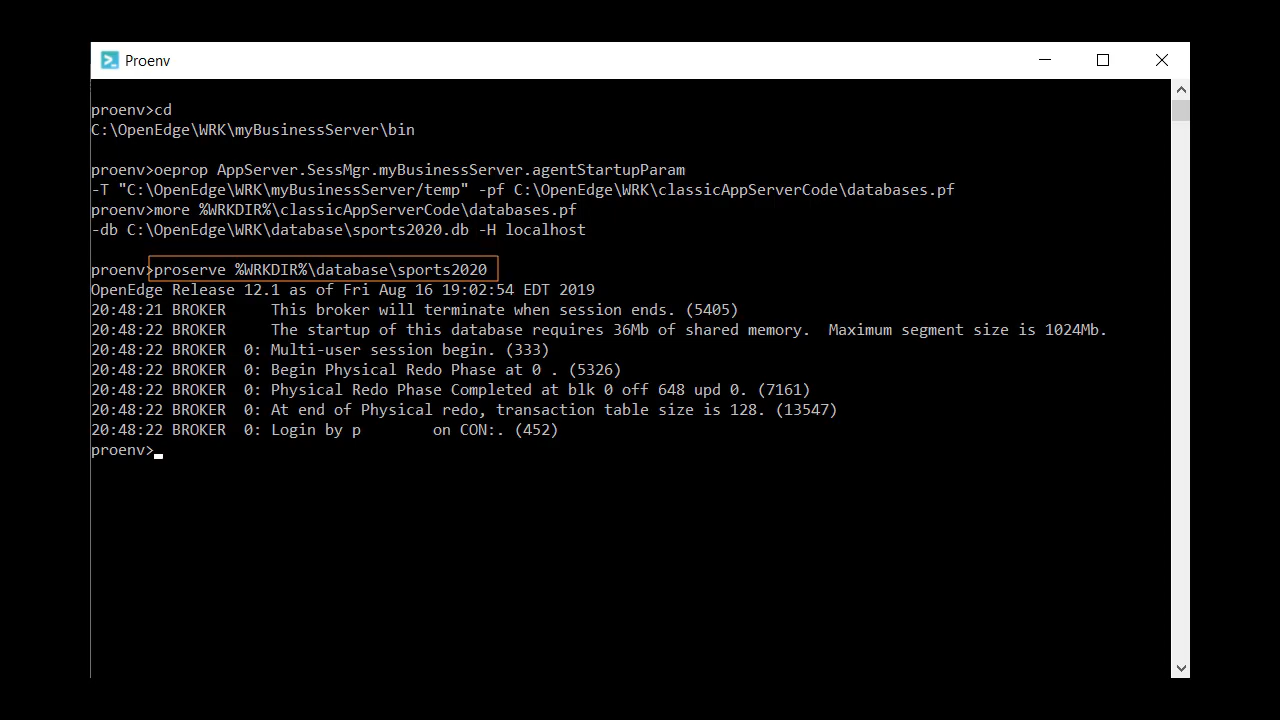 Proenv
proenv>cd
C:\OpenEdge\WRK\myBusinessServer\bin
proenv>oeprop AppServer.SessMgr.myBusinessServer.agentStartupParam
-T "C:\OpenEdge\WRK\myBusinessServer/temp" -pf C:\OpenEdge\WRK\classicAppServerCode\databases.pf
proenv>more %WRKDIR%\classicAppServerCode\databases.pf
-db C:\OpenEdge\WRK\database\sports2020.db -H localhost
proenv>proserve %WRKDIR%\database\sports2020
OpenEdge Release 12.1 as of Fri Aug 16 19:02:54 EDT 2019
20:48:21 BROKER     This broker will terminate when session ends. (5405)
20:48:22 BROKER     The startup of this database requires 36Mb of shared memory.  Maximum segment size is 1024Mb.
20:48:22 BROKER  0: Multi-user session begin. (333)
20:48:22 BROKER  0: Begin Physical Redo Phase at 0 . (5326)
20:48:22 BROKER  0: Physical Redo Phase Completed at blk 0 off 648 upd 0. (7161)
20:48:22 BROKER  0: At end of Physical redo, transaction table size is 128. (13547)
20:48:22 BROKER  0: Login by p        on CON:. (452)
proenv>